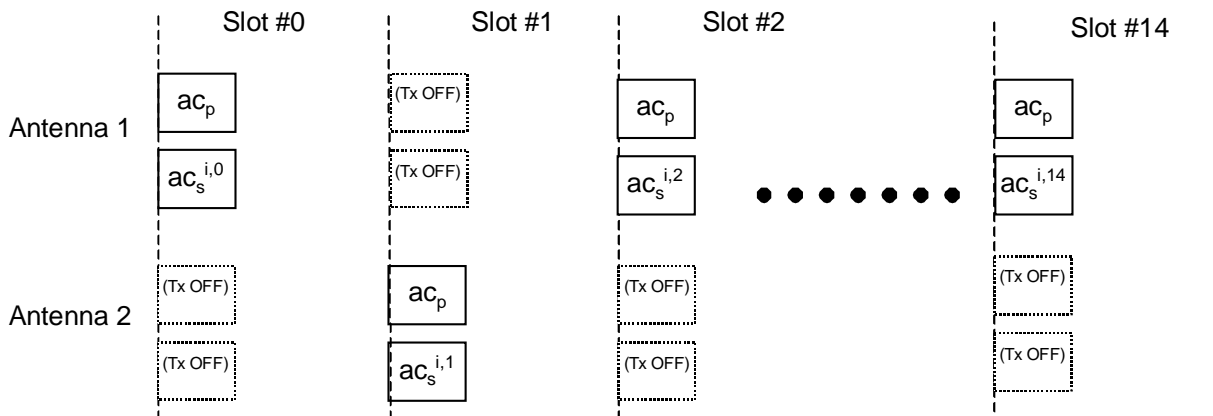 Slot #0 Slot #1 Slot #2 Slot #14
ac_p (Tx OFF) ac_p ac_p
Antenna 1
ac_s^i,0 (Tx OFF) ac_s^i,2 ac_s^i,14
(Tx OFF) ac_p (Tx OFF) (Tx OFF)
Antenna 2
(Tx OFF) ac_s^i,1 (Tx OFF) (Tx OFF)